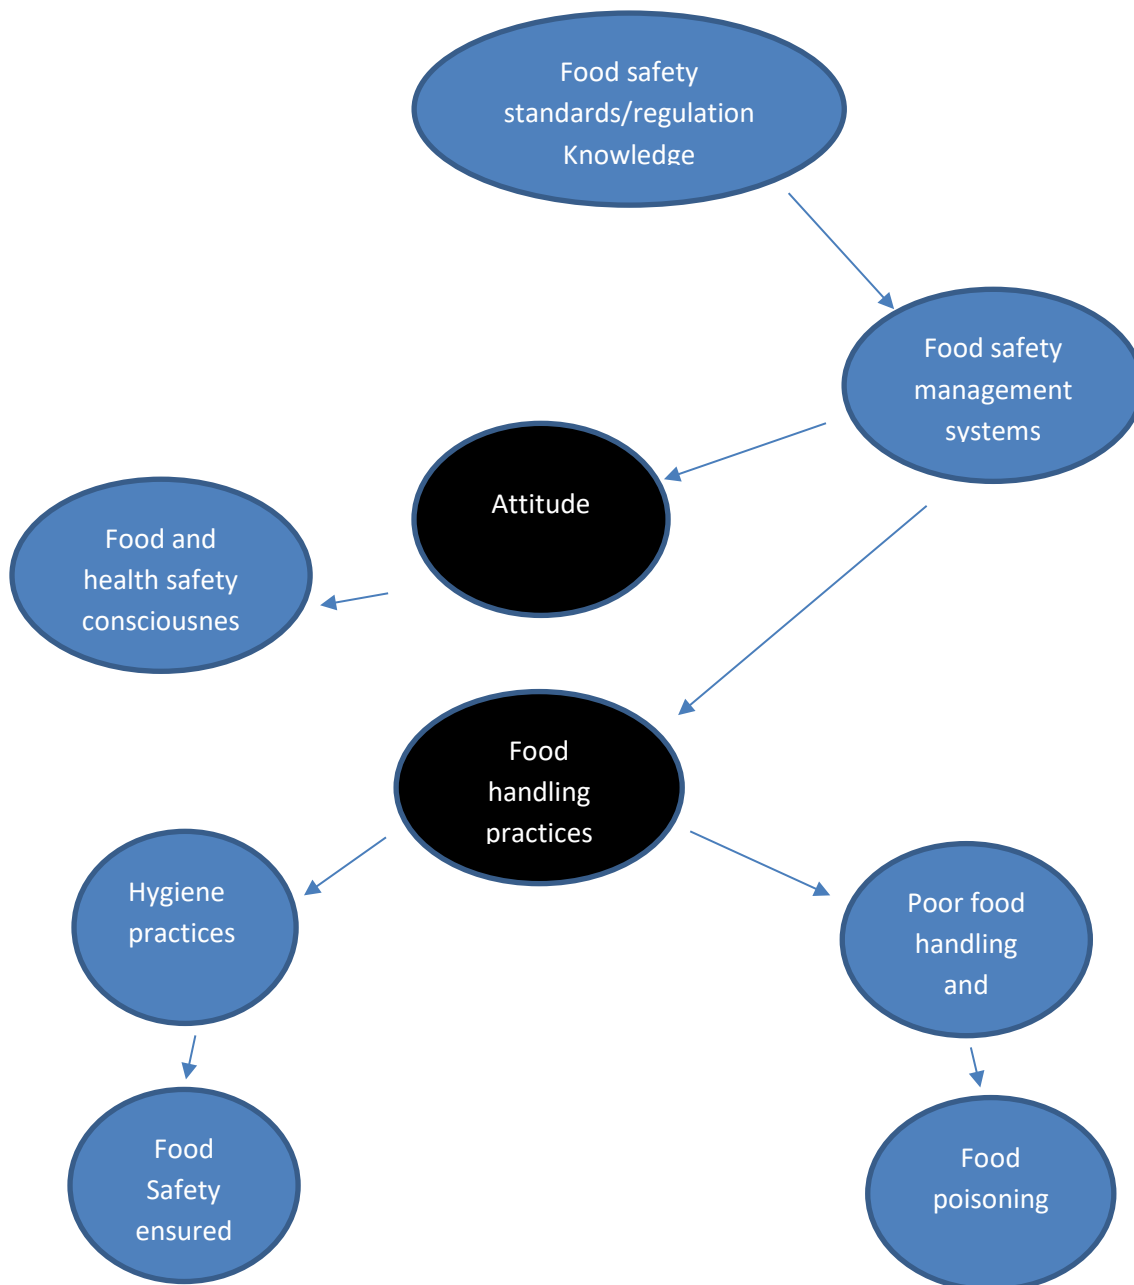 Food safety
standards/regulation
Knowledge
Food safety
management
systems
Attitude
Food and
health safety
consciousnes
Food
handling
practices
Hygiene
practices
Poor food
handling
and
Food
Safety
ensured
Food
poisoning